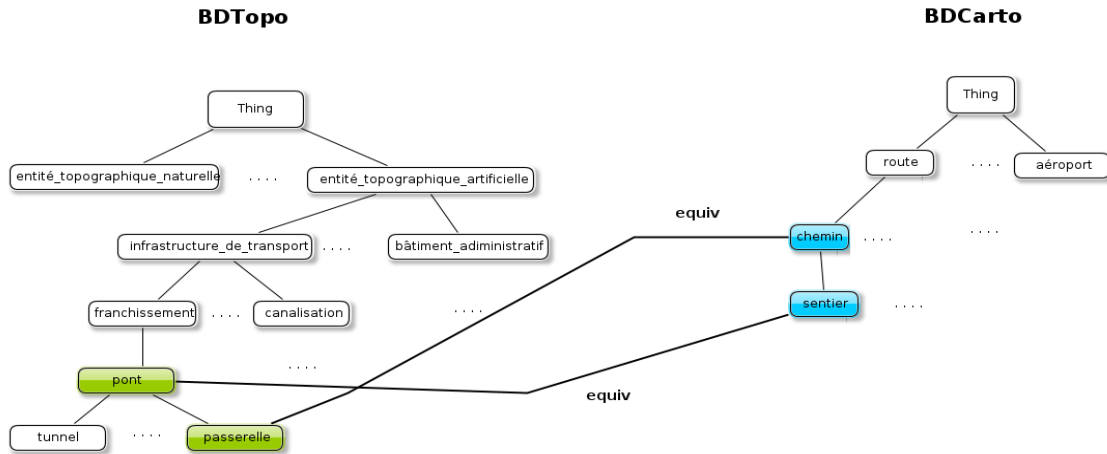 BDTopo
BDCarto
Thing
Thing
entité_topographique_naturelle
. . . .
entité_topographique_artificielle
route
. . . .
aéroport
equiv
infrastructure_de_transport
. . . .
bâtiment_adiministratif
chemin
. . . .
. . . .
franchissement
. . . .
canalisation
. . . .
sentier
. . . .
. . . .
pont
equiv
tunnel
. . . .
passerelle